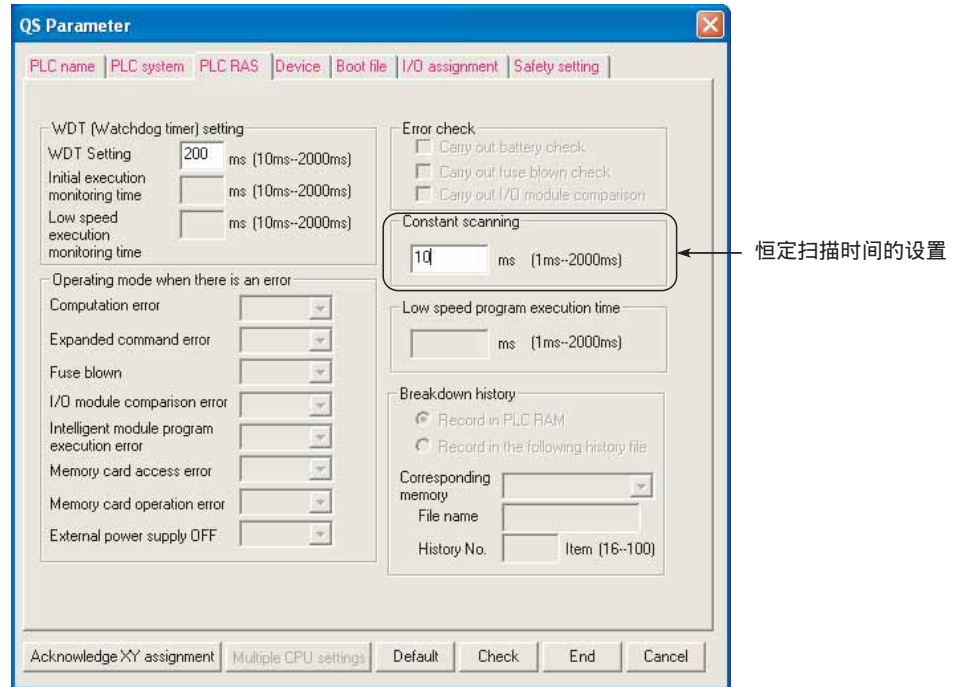 QS Parameter
PLC name PLC system PLC RAS Device Boot file I/O assignment Safety setting
WDT (Watchdog timer) setting
WDT Setting 200 ms (10ms--2000ms)
Initial execution
monitoring time ms (10ms--2000ms)
Low speed
execution
monitoring time ms (10ms--2000ms)
Operating mode when there is an error
Computation error
Expanded command error
Fuse blown
I/O module comparison error
Intelligent module program
execution error
Memory card access error
Memory card operation error
External power supply OFF
Error check
Carry out battery check
Carry out fuse blown check
Carry out I/O module comparison
Constant scanning
10 ms (1ms--2000ms)
恒定扫描时间的设置
Low speed program execution time
ms (1ms--2000ms)
Breakdown history
Record in PLC RAM
Record in the following history file
Corresponding
memory
File name
History No. Item (16--100)
Acknowledge XY assignment Multiple CPU settings Default Check End Cancel